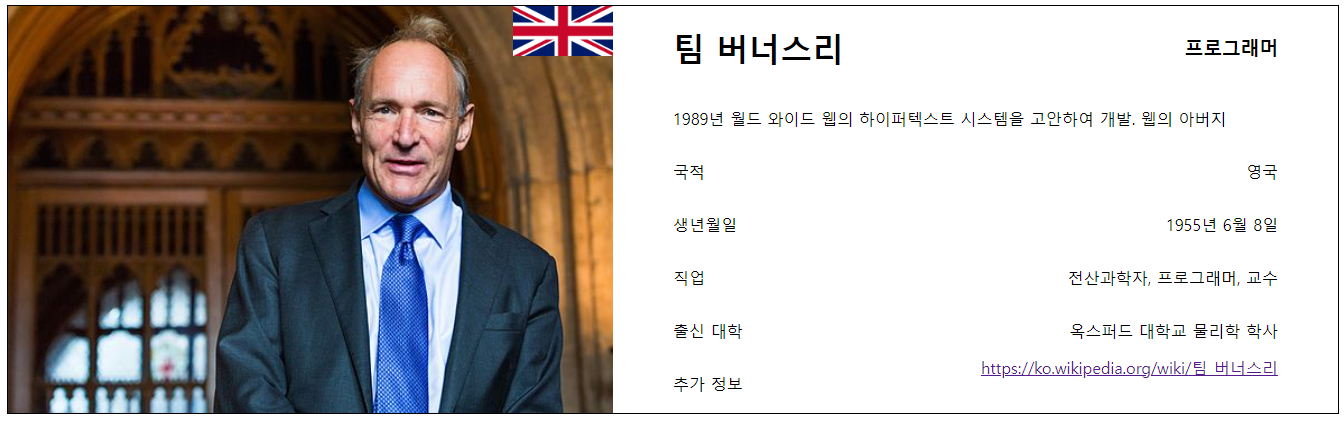 팀 버너스리
프로그래머
1989년 월드 와이드 웹의 하이퍼텍스트 시스템을 고안하여 개발. 웹의 아버지
국적 영국
생년월일 1955년 6월 8일
직업 전산과학자, 프로그래머, 교수
출신 대학 옥스퍼드 대학교 물리학 학사
추가 정보 https://ko.wikipedia.org/wiki/팀_버너스리